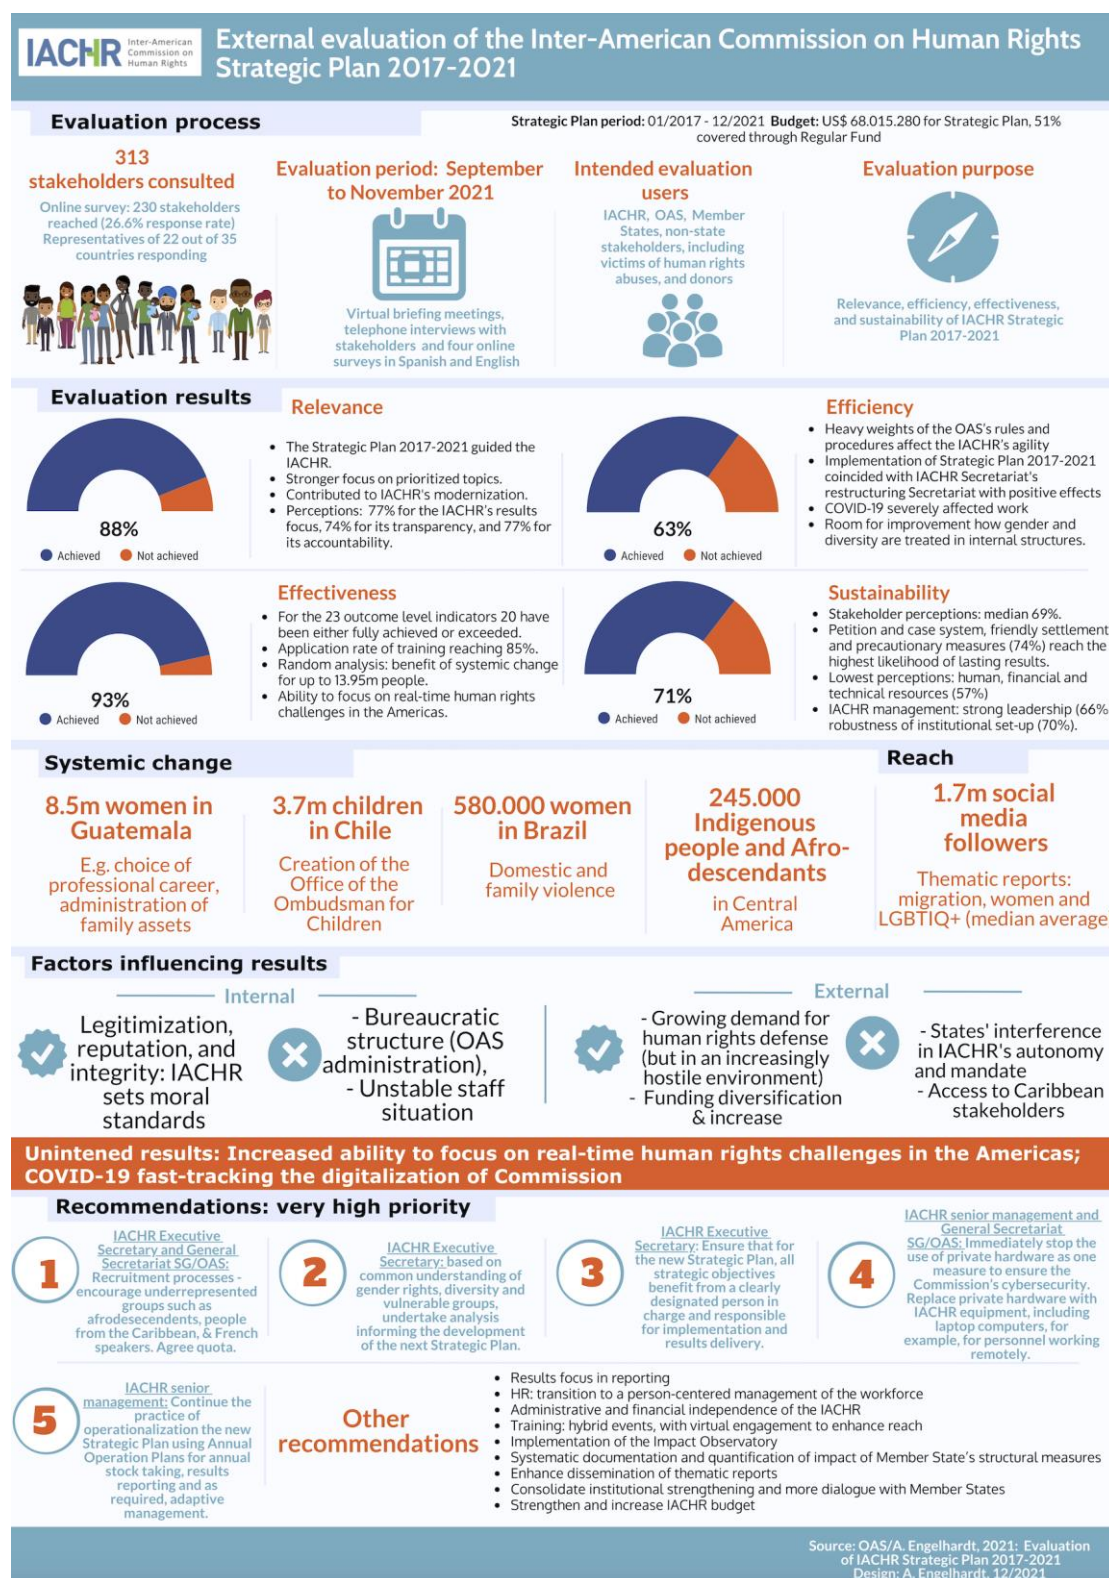 IACHR
Inter-American
Commission on
Human Rights
External evaluation of the Inter-American Commission on Human Rights
Strategic Plan 2017-2021
Evaluation process
Strategic Plan period: 01/2017 - 12/2021 Budget: US$ 68.015.280 for Strategic Plan, 51%
covered through Regular Fund
313
stakeholders consulted
Online survey: 230 stakeholders
reached (26.6% response rate)
Representatives of 22 out of 35
countries responding
Evaluation period: September
to November 2021
Virtual briefing meetings,
telephone interviews with
stakeholders and four online
surveys in Spanish and English
Intended evaluation
users
IACHR, OAS, Member
States, non-state
stakeholders, including
victims of human rights
abuses, and donors
Evaluation purpose
Relevance, efficiency, effectiveness,
and sustainability of IACHR Strategic
Plan 2017-2021
Evaluation results
88%
Achieved Not achieved
Relevance
• The Strategic Plan 2017-2021 guided the
IACHR.
• Stronger focus on prioritized topics.
• Contributed to IACHR's modernization.
• Perceptions: 77% for the IACHR's results
focus, 74% for its transparency, and 77% for
its accountability.
63%
Achieved Not achieved
Efficiency
• Heavy weights of the OAS's rules and
procedures affect the IACHR's agility
• Implementation of Strategic Plan 2017-2021
coincided with IACHR Secretariat's
restructuring Secretariat with positive effects
• COVID-19 severely affected work
• Room for improvement how gender and
diversity are treated in internal structures.
93%
Achieved Not achieved
Effectiveness
• For the 23 outcome level indicators 20 have
been either fully achieved or exceeded.
• Application rate of training reaching 85%.
• Random analysis: benefit of systemic change
for up to 13.95m people.
• Ability to focus on real-time human rights
challenges in the Americas.
71%
Achieved Not achieved
Sustainability
• Stakeholder perceptions: median 69%.
• Petition and case system, friendly settlement
and precautionary measures (74%) reach the
highest likelihood of lasting results.
• Lowest perceptions: human, financial and
technical resources (57%)
• IACHR management: strong leadership (66%
robustness of institutional set-up (70%).
Systemic change
8.5m women in
Guatemala
E.g. choice of
professional career,
administration of
family assets
3.7m children
in Chile
Creation of the
Office of the
Ombudsman for
Children
580.000 women
in Brazil
Domestic and
family violence
245.000
Indigenous
people and Afro-
descendants
in Central
America
Reach
1.7m social
media
followers
Thematic reports:
migration, women and
LGBTIQ+ (median average
Factors influencing results
Internal
Legitimization,
reputation, and
integrity: IACHR
sets moral
standards
- Bureaucratic
structure (OAS
administration),
- Unstable staff
situation
External
- Growing demand for
human rights defense
(but in an increasingly
hostile environment)
- Funding diversification
& increase
- States' interference
in IACHR's autonomy
and mandate
- Access to Caribbean
stakeholders
Unintened results: Increased ability to focus on real-time human rights challenges in the Americas;
COVID-19 fast-tracking the digitalization of Commission
Recommendations: very high priority
1
IACHR Executive
Secretary and General
Secretariat SG/OAS:
Recruitment processes -
encourage underrepresented
groups such as
afrodesecendents, people
from the Caribbean, & French
speakers. Agree quota.
2
IACHR Executive
Secretary: based on
common understanding of
gender rights, diversity and
vulnerable groups,
undertake analysis
informing the development
of the next Strategic Plan.
3
IACHR Executive
Secretary: Ensure that for
the new Strategic Plan, all
strategic objectives
benefit from a clearly
designated person in
charge and responsible
for implementation and
results delivery.
4
IACHR senior management and
General Secretariat
SG/OAS: Immediately stop the
use of private hardware as one
measure to ensure the
Commission's cybersecurity.
Replace private hardware with
IACHR equipment, including
laptop computers, for
example, for personnel working
remotely.
5
IACHR senior
management: Continue the
practice of
operationalization the new
Strategic Plan using Annual
Operation Plans for annual
stock taking, results
reporting and as
required, adaptive
management.
Other
recommendations
• Results focus in reporting
• HR: transition to a person-centered management of the workforce
• Administrative and financial independence of the IACHR
• Training: hybrid events, with virtual engagement to enhance reach
• Implementation of the Impact Observatory
• Systematic documentation and quantification of impact of Member State's structural measures
• Enhance dissemination of thematic reports
• Consolidate institutional strengthening and more dialogue with Member States
• Strengthen and increase IACHR budget
Source: OAS/A. Engelhardt, 2021: Evaluation
of IACHR Strategic Plan 2017-2021
Design: A. Engelhardt, 12/2021